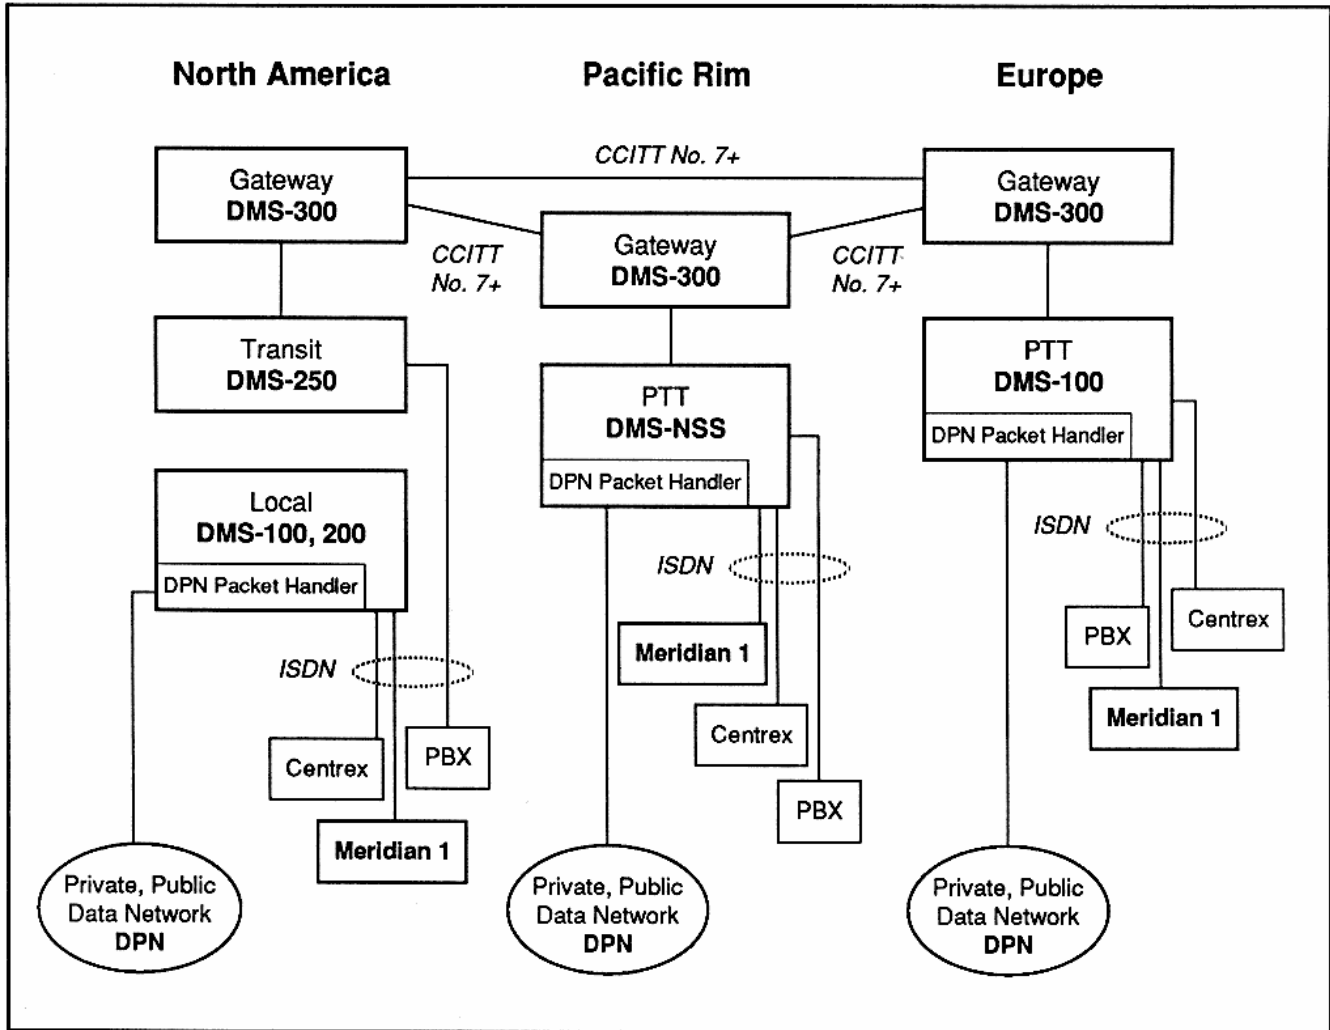 North America
Pacific Rim
Europe
CCITT No. 7+
Gateway
DMS-300
Gateway
DMS-300
Gateway
DMS-300
CCITT
No. 7+
CCITT
No. 7+
Transit
DMS-250
PTT
DMS-NSS
DPN Packet Handler
PTT
DMS-100
DPN Packet Handler
Local
DMS-100, 200
DPN Packet Handler
ISDN
ISDN
ISDN
Centrex
PBX
Meridian 1
Meridian 1
Centrex
PBX
PBX
Centrex
Meridian 1
Private, Public
Data Network
DPN
Private, Public
Data Network
DPN
Private, Public
Data Network
DPN